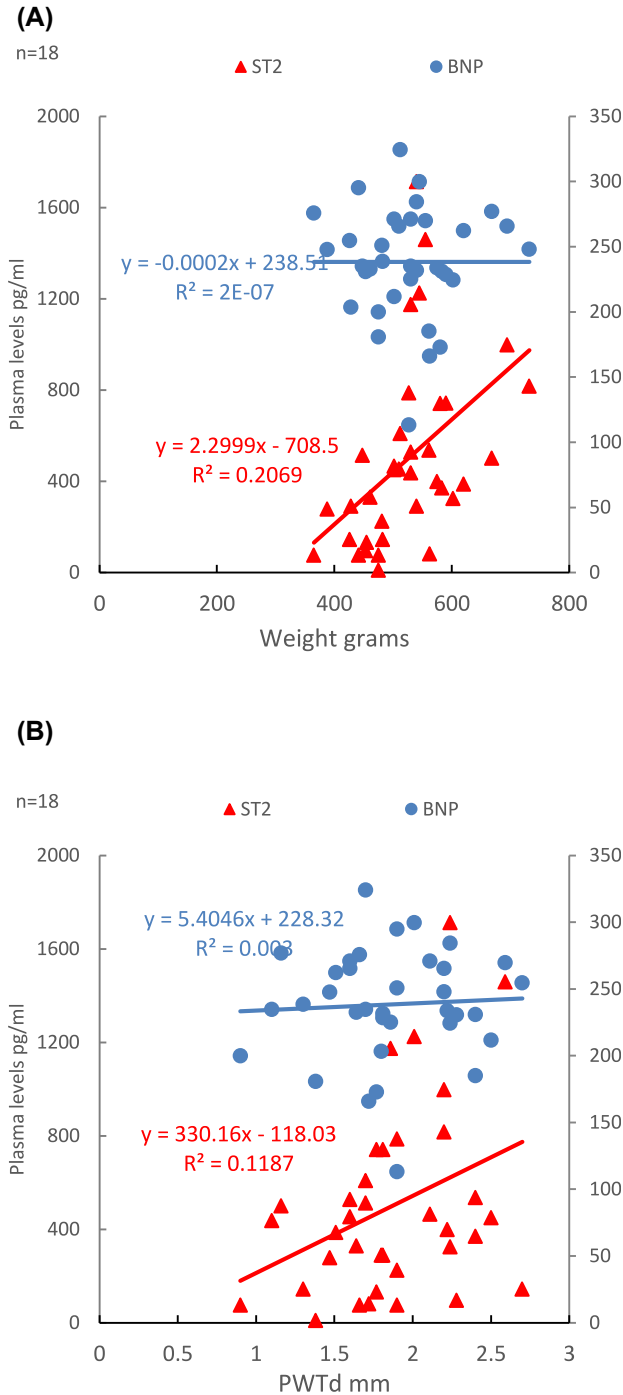 (A)
n=18
ST2 BNP
2000 350
300
1600
250
y = -0.0002x + 238.51
R² = 2E-07
1200 200
Plasma levels pg/ml
150
800
y = 2.2999x - 708.5
R² = 0.2069
100
400
50
0 0
0 200 400 600 800
Weight grams
(B)
n=18
ST2 BNP
2000 350
y = 5.4046x + 228.32
R² = 0.003
300
1600
250
1200 200
Plasma levels pg/ml
150
800
y = 330.16x - 118.03
R² = 0.1187
100
400
50
0 0
0 0.5 1 1.5 2 2.5 3
PWTd mm